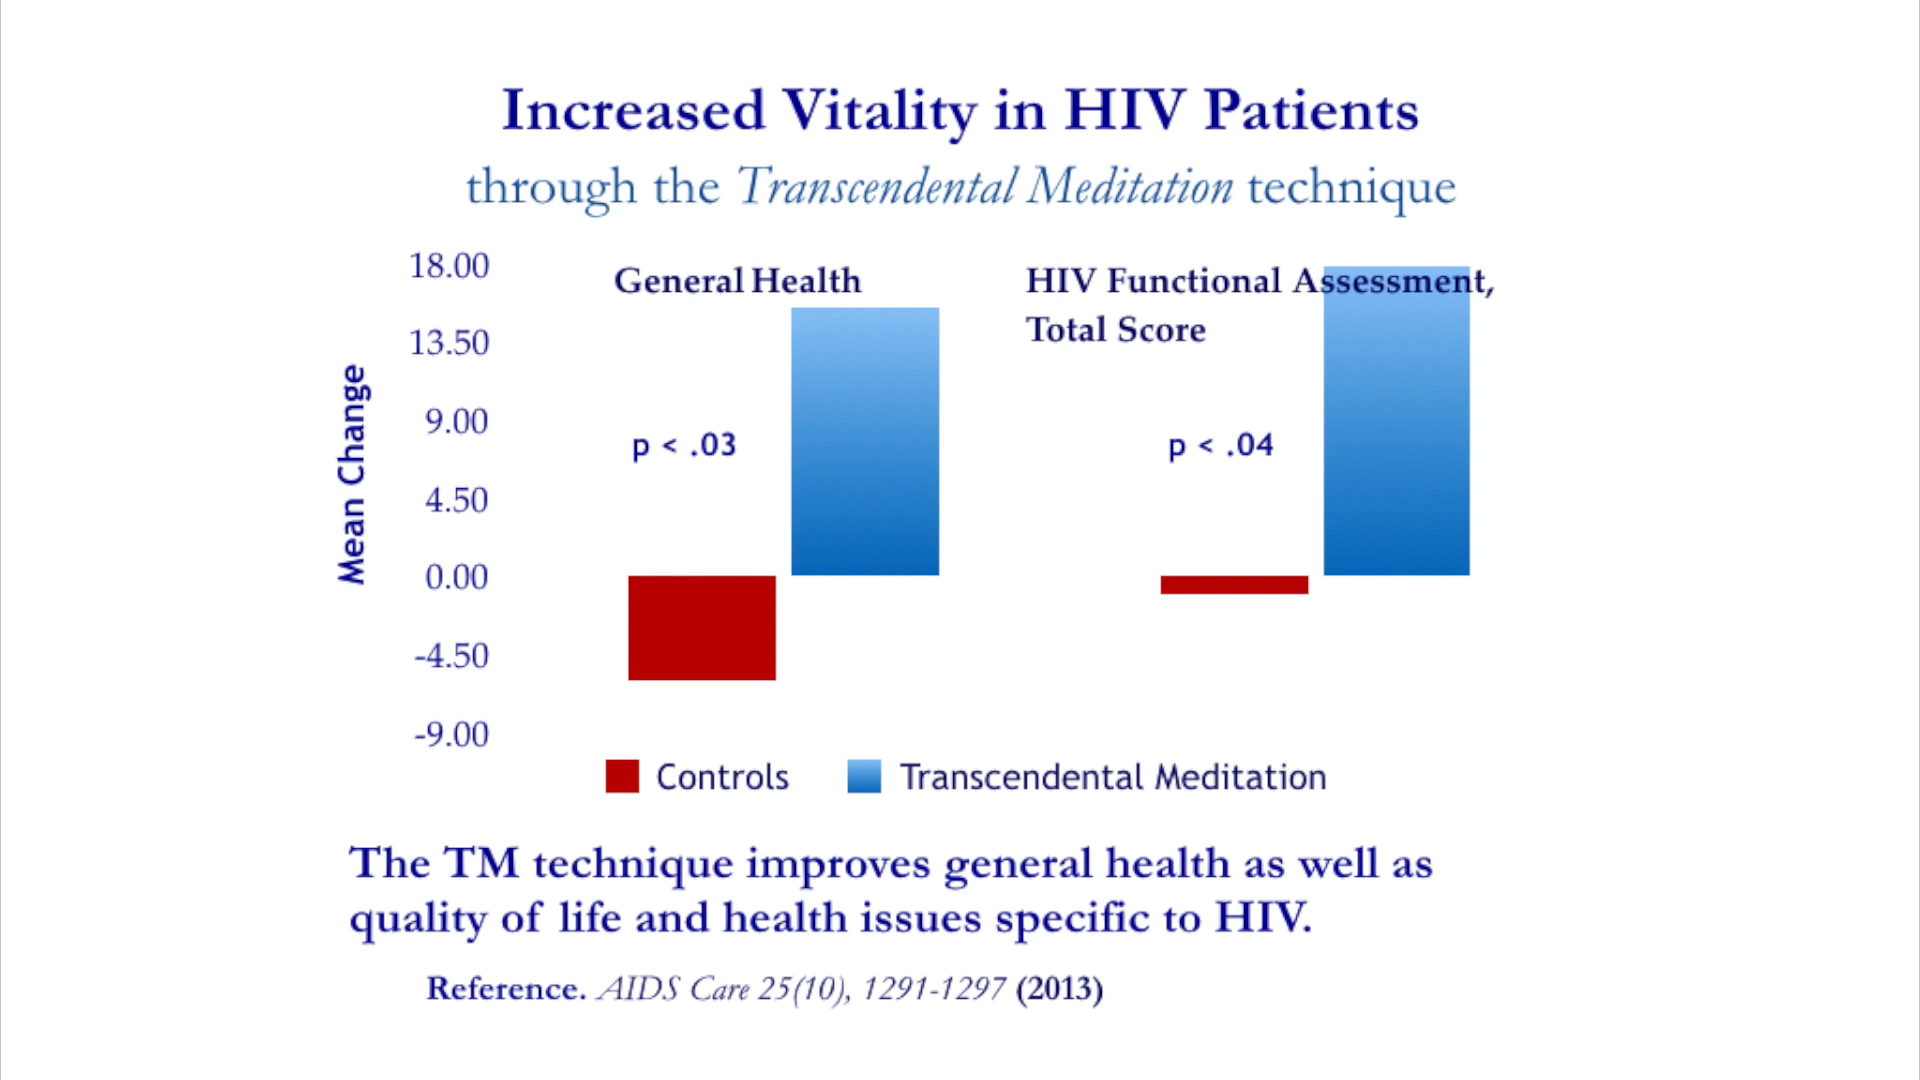 Increased Vitality in HIV Patients
through the Transcendental Meditation technique
18.00
13.50
9.00
4.50
0.00
-4.50
-9.00
Mean Change
General Health
p < .03
HIV Functional Assessment,
Total Score
p < .04
Controls
Transcendental Meditation
The TM technique improves general health as well as
quality of life and health issues specific to HIV.
Reference. AIDS Care 25(10), 1291-1297 (2013)